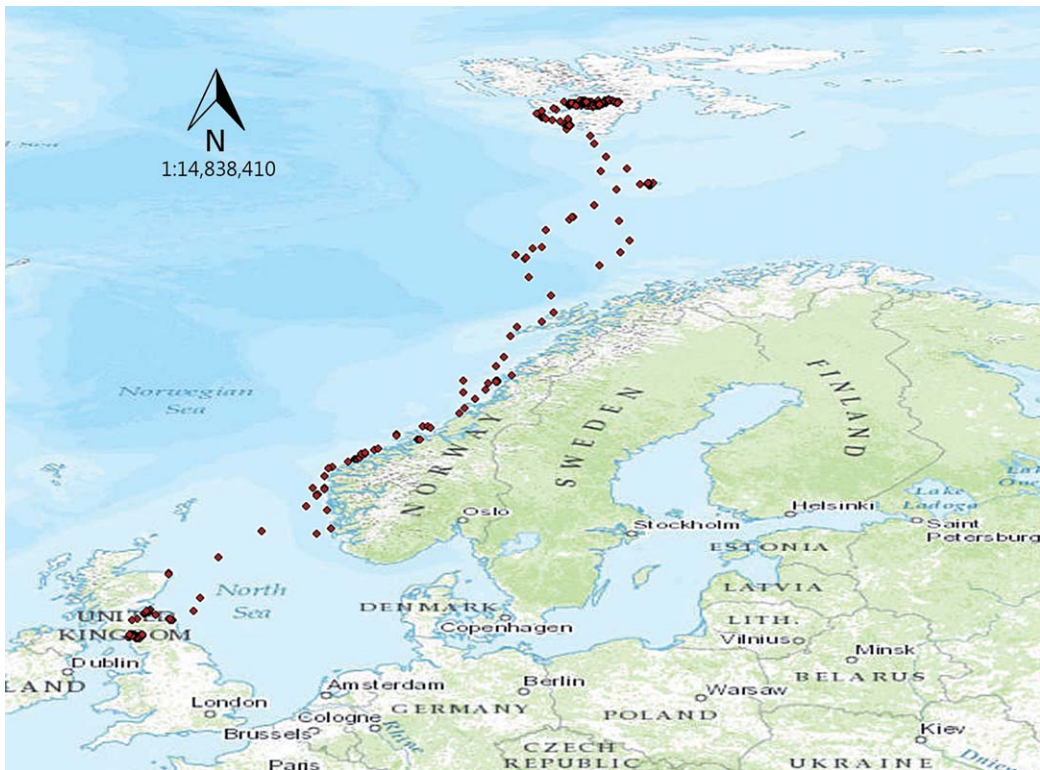 N
1:14,838,410
Norwegian
Sea
NORWAY
SWEDEN
FINLAND
Oslo
Helsinki
Lake
Ladoga
Saint
Petersburg
Stockholm
ESTONIA
North
Sea
LATVIA
UNITED
KINGDOM
DENMARK
LITH.
Copenhagen
Vilnius
Minsk
Dublin
LAND
BELARUS
Amsterdam
Berlin
London
GERMANY
Warsaw
POLAND
Cologne
Brussels
Rhine
Kiev
CZECH
REPUBLIC
UKRAINE
Paris